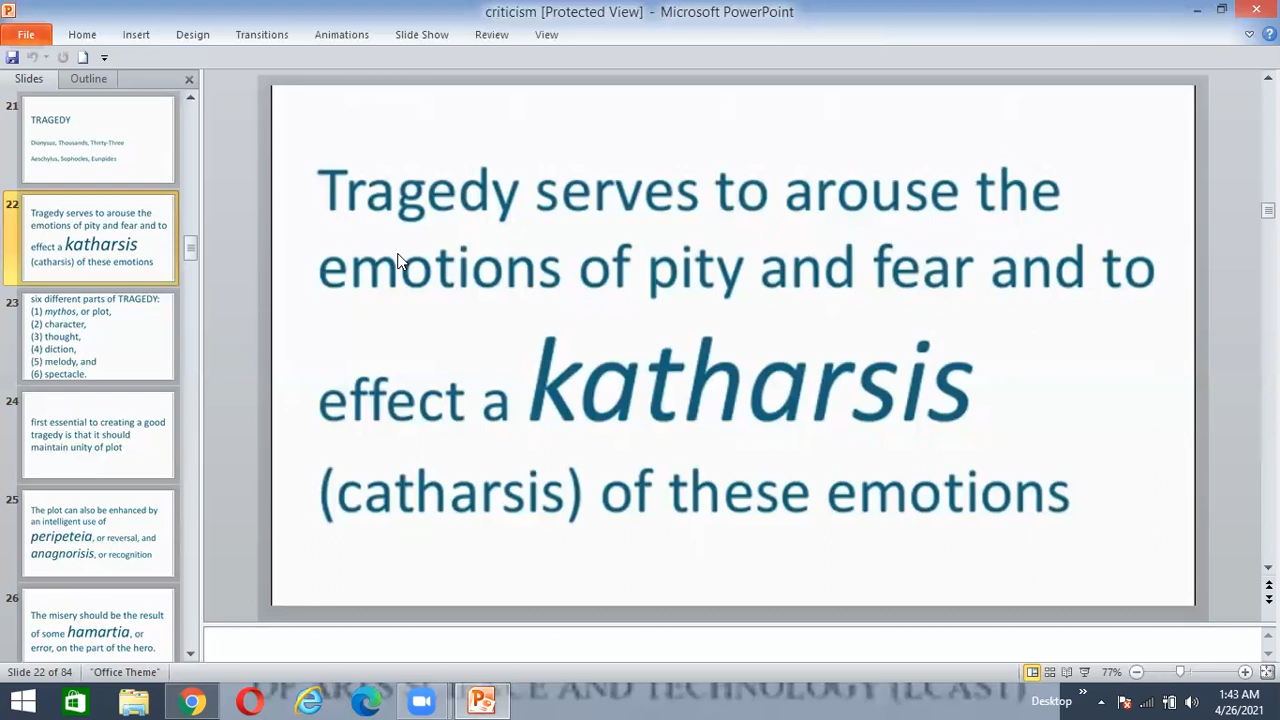 criticism [Protected View] - Microsoft PowerPoint
File Home Insert Design Transitions Animations Slide Show Review View
Slides Outline
21
TRAGEDY
Dionysus, Thousands, Thirty-Three
Aeschylus, Sophocles, Euripides
22
Tragedy serves to arouse the
emotions of pity and fear and to
effect a katharsis
(catharsis) of these emotions
23
six different parts of TRAGEDY:
(1) mythos, or plot,
(2) character,
(3) thought,
(4) diction,
(5) melody, and
(6) spectacle.
24
first essential to creating a good
tragedy is that it should
maintain unity of plot
25
The plot can also be enhanced by
an intelligent use of
peripeteia, or reversal, and
anagnorisis, or recognition
26
The misery should be the result
of some hamartia, or
error, on the part of the hero.
Tragedy serves to arouse the
emotions of pity and fear and to
effect a katharsis
(catharsis) of these emotions
Slide 22 of 84 "Office Theme" 77%
Desktop 1:43 AM
4/26/2021